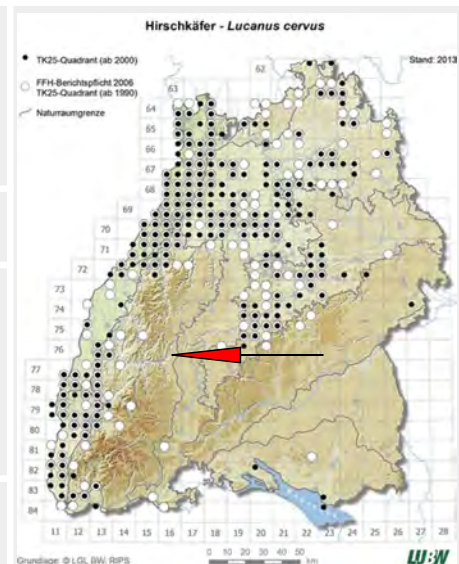 Hirschkäfer - Lucanus cervus
TK25-Quadrant (ab 2000)
FFH-Berichtspflicht 2006
TK25-Quadrant (ab 1990)
Naturraumgrenze
Stand: 2013
62
63
64
65
66
67
68
69
70
71
72
73
74
75
76
77
78
79
80
81
82
83
84
11 12 13 14 15 16 17 18 19 20 21 22 23 24 25 26 27 28
Grundlage: © LGL BW, RIPS
0 10 20 30 40 50
km
LU:W